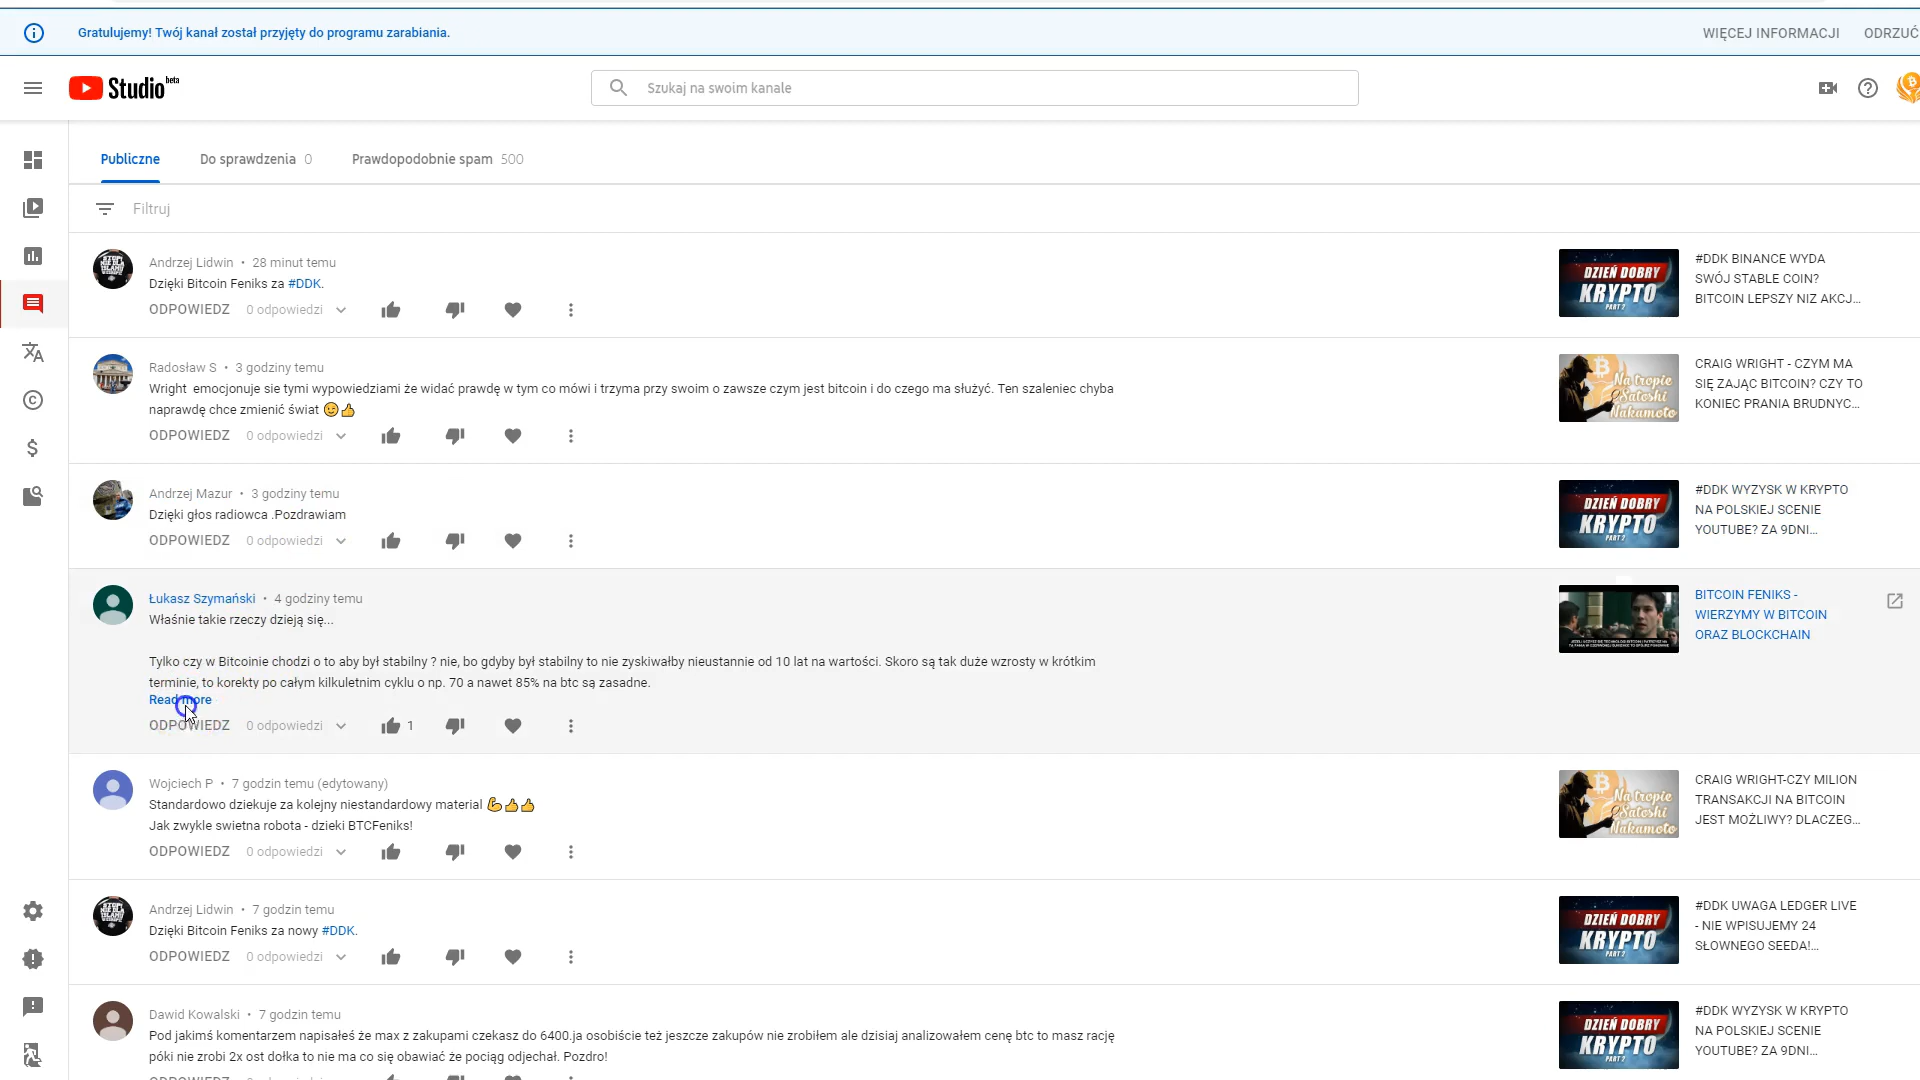 Gratulujemy! Twój kanał został przyjęty do programu zarabiania.
WIĘCEJ INFORMACJI
ODRZUĆ
Studio beta
Szukaj na swoim kanale
Publiczne
Do sprawdzenia 0
Prawdopodobnie spam 500
Filtruj
Andrzej Lidwin • 28 minut temu
Dzięki Bitcoin Feniks za #DDK.
ODPOWIEDZ 0 odpowiedzi
DZIEŃ DOBRY
KRYPTO
PART 2
#DDK BINANCE WYDA
SWÓJ STABLE COIN?
BITCOIN LEPSZY NIZ AKCJ...
Radosław S • 3 godziny temu
Wright emocjonuje sie tymi wypowiedziami że widać prawdę w tym co mówi i trzyma przy swoim o zawsze czym jest bitcoin i do czego ma służyć. Ten szaleniec chyba
naprawdę chce zmienić świat 😉👍
ODPOWIEDZ 0 odpowiedzi
Na tropie
Satoshi
Nakamoto
CRAIG WRIGHT - CZYM MA
SIĘ ZAJĄC BITCOIN? CZY TO
KONIEC PRANIA BRUDNYC...
Andrzej Mazur • 3 godziny temu
Dzięki głos radiowca .Pozdrawiam
ODPOWIEDZ 0 odpowiedzi
DZIEŃ DOBRY
KRYPTO
PART 2
#DDK WYZYSK W KRYPTO
NA POLSKIEJ SCENIE
YOUTUBE? ZA 9DNI...
Łukasz Szymański • 4 godziny temu
Właśnie takie rzeczy dzieją się...
Tylko czy w Bitcoinie chodzi o to aby był stabilny ? nie, bo gdyby był stabilny to nie zyskiwałby nieustannie od 10 lat na wartości. Skoro są tak duże wzrosty w krótkim
terminie, to korekty po całym kilkuletnim cyklu o np. 70 a nawet 85% na btc są zasadne.
Read more
ODPOWIEDZ 0 odpowiedzi 1
BITCOIN FENIKS -
WIERZYMY W BITCOIN
ORAZ BLOCKCHAIN
Wojciech P • 7 godzin temu (edytowany)
Standardowo dziekuje za kolejny niestandardowy material 💪👍👍
Jak zwykle swietna robota - dzieki BTCFeniks!
ODPOWIEDZ 0 odpowiedzi
Na tropie
Satoshi
Nakamoto
CRAIG WRIGHT-CZY MILION
TRANSAKCJI NA BITCOIN
JEST MOŻLIWY? DLACZEG...
Andrzej Lidwin • 7 godzin temu
Dzięki Bitcoin Feniks za nowy #DDK.
ODPOWIEDZ 0 odpowiedzi
DZIEŃ DOBRY
KRYPTO
PART 2
#DDK UWAGA LEDGER LIVE
- NIE WPISUJEMY 24
SŁOWNEGO SEEDA!...
Dawid Kowalski • 7 godzin temu
Pod jakimś komentarzem napisałeś że max z zakupami czekasz do 6400.ja osobiście też jeszcze zakupów nie zrobiłem ale dzisiaj analizowałem cenę btc to masz rację
póki nie zrobi 2x ost dołka to nie ma co się obawiać że pociąg odjechał. Pozdro!
DZIEŃ DOBRY
KRYPTO
PART 2
#DDK WYZYSK W KRYPTO
NA POLSKIEJ SCENIE
YOUTUBE? ZA 9DNI...